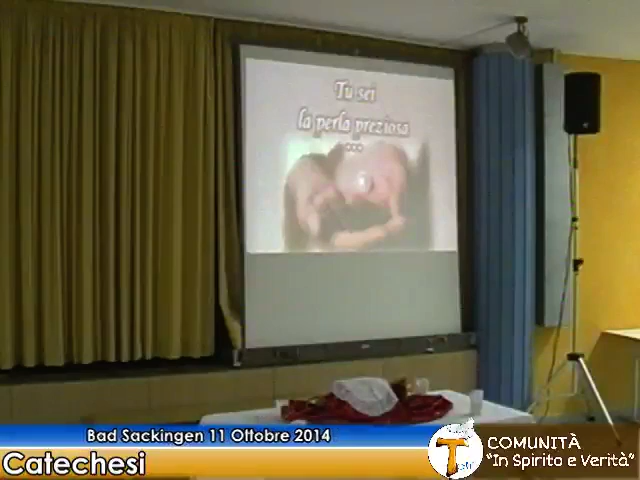 Tu sei
la perla preziosa
...
Bad Sackingen 11 Ottobre 2014
Catechesi
COMUNITÀ
"In Spirito e Verità"